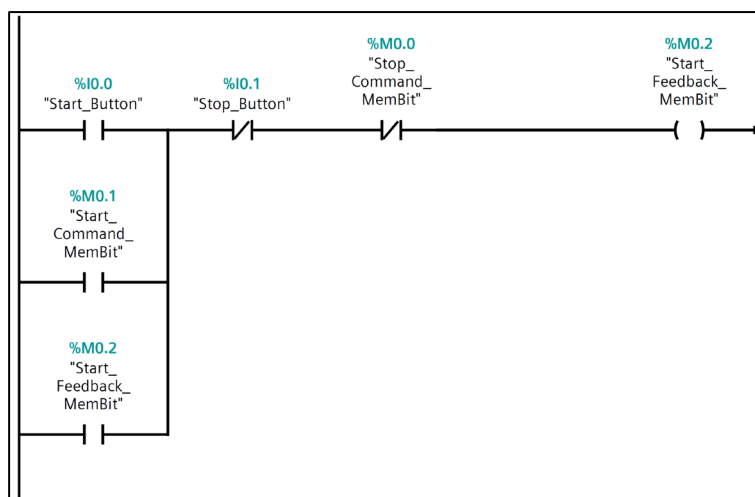 %M0.0
%M0.2
"Stop_
"Start_
%I0.0
%I0.1
Command_
Feedback_
"Start_Button"
"Stop_Button"
MemBit"
MemBit"
%M0.1
"Start_
Command_
MemBit"
%M0.2
"Start_
Feedback_
MemBit"